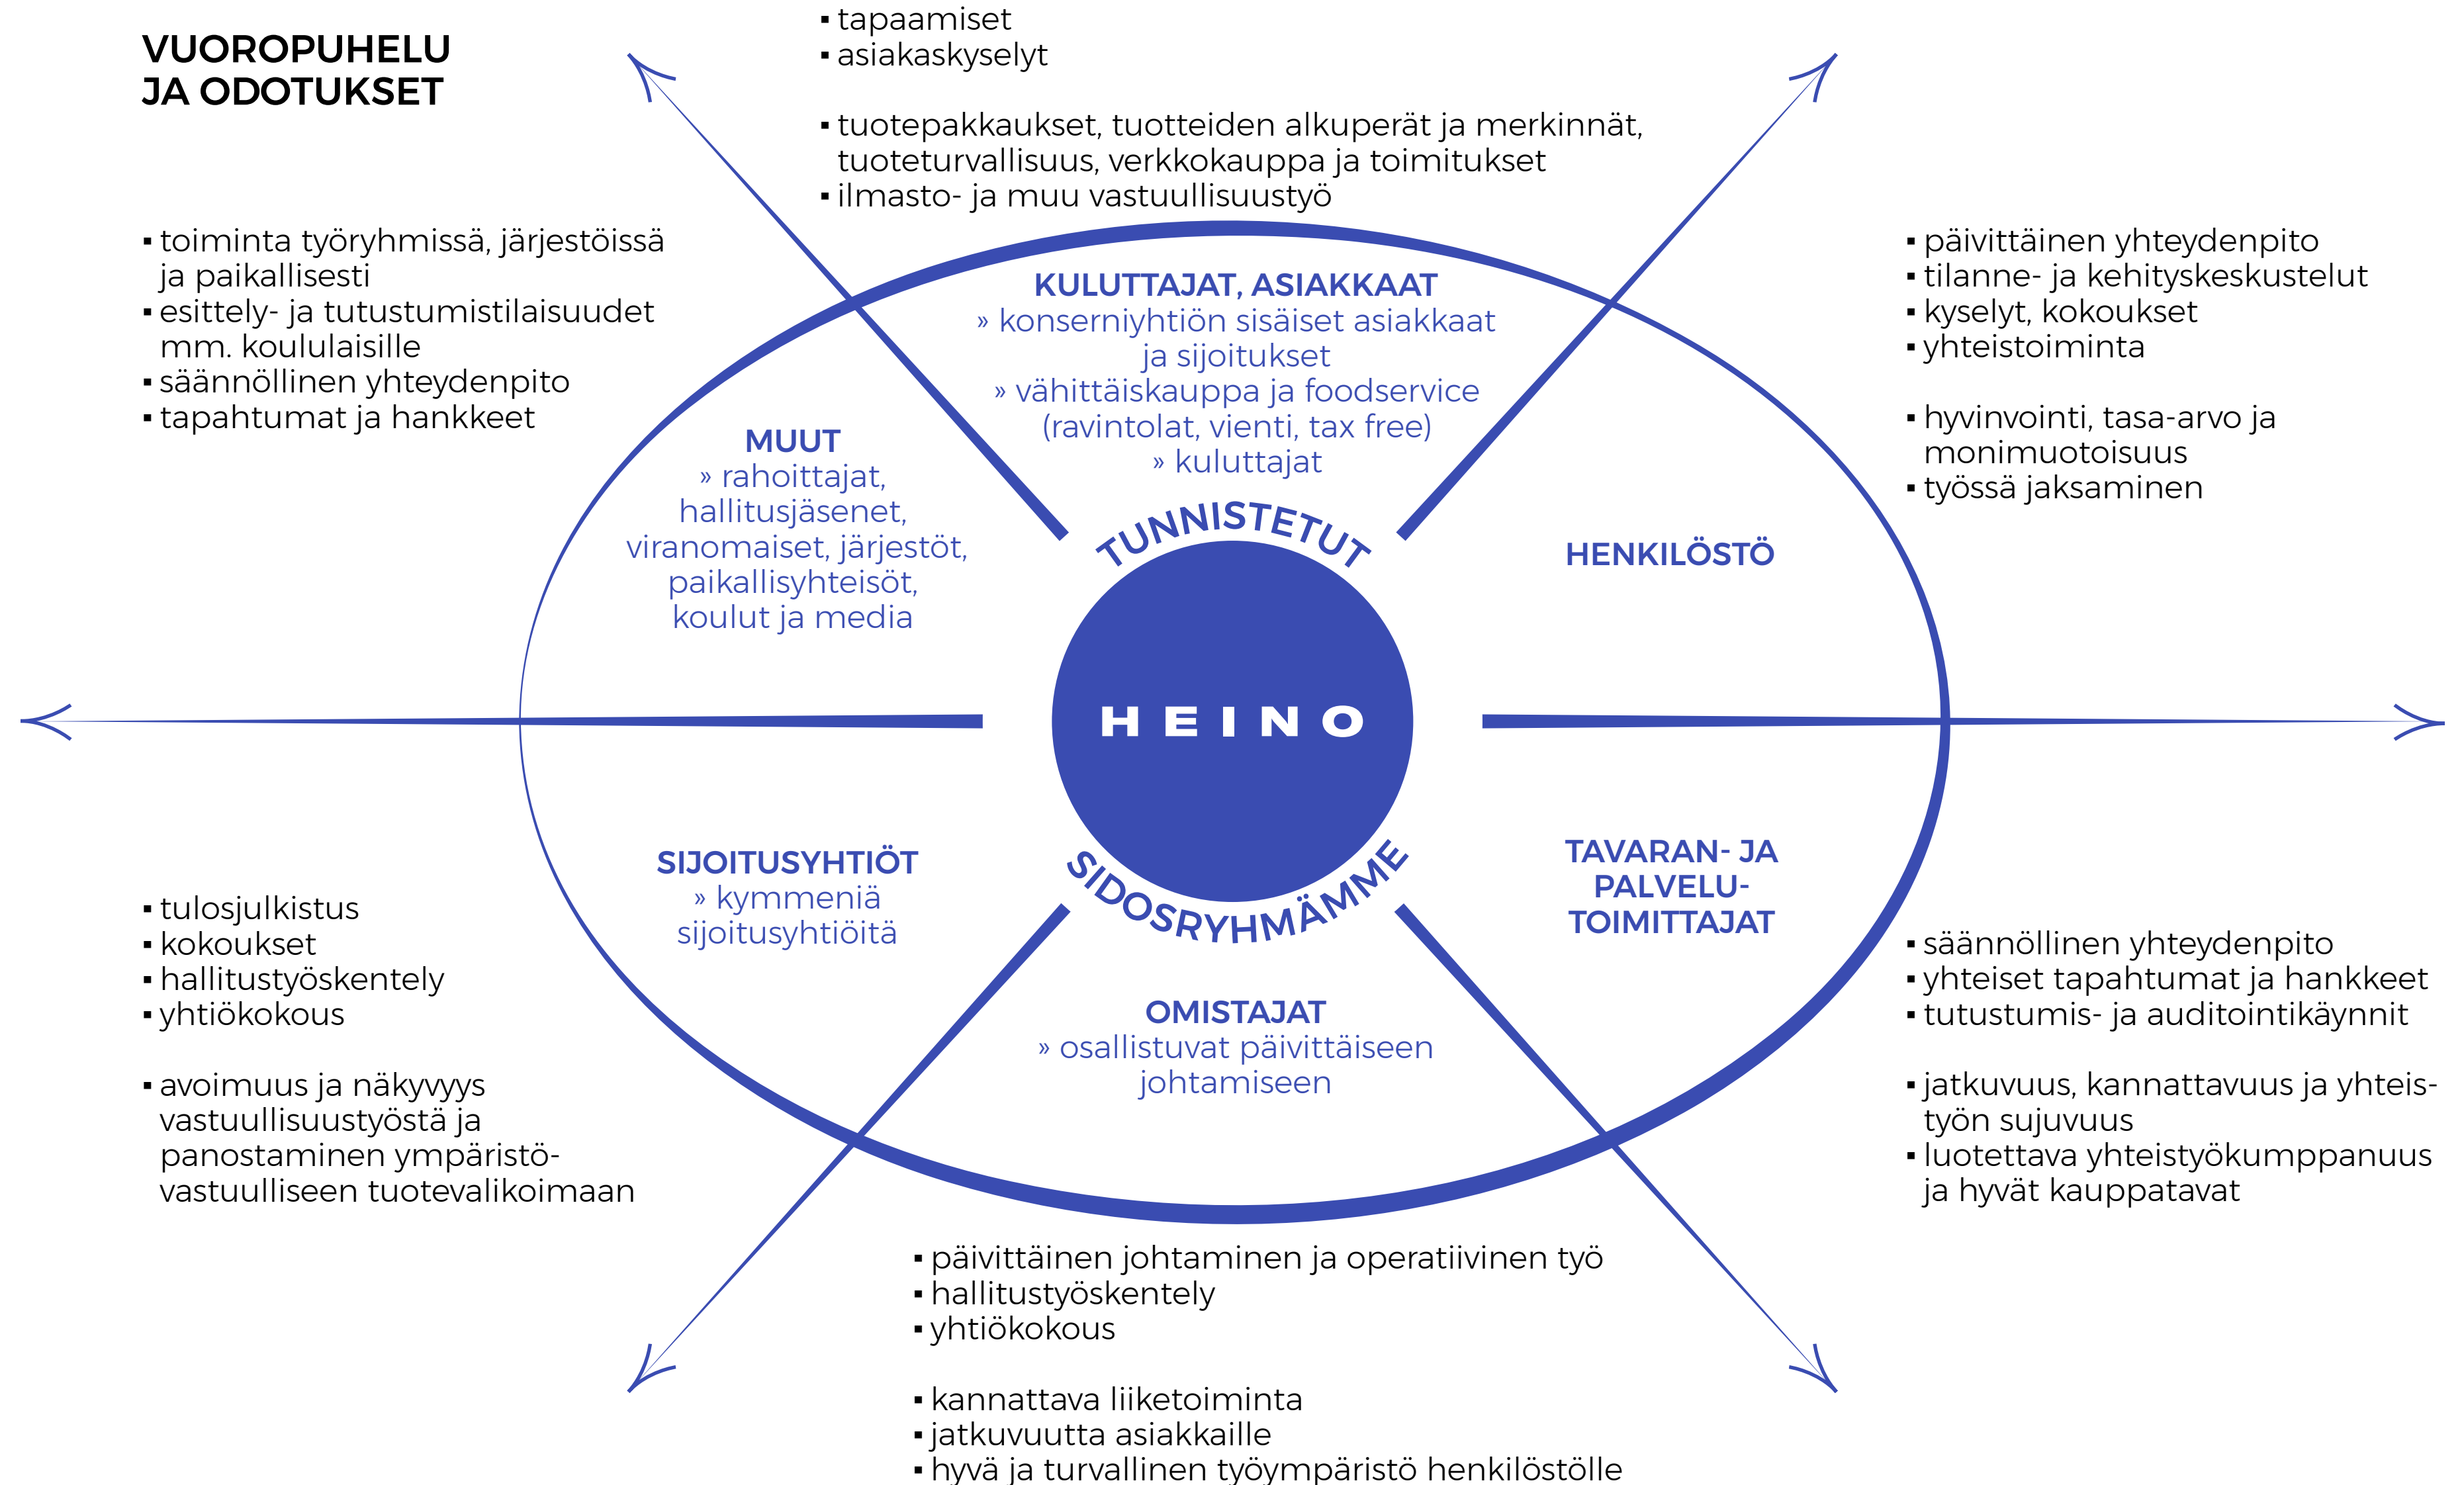 VUOROPUHELU
JA ODOTUKSET
▪ tapaamiset
▪ asiakaskyselyt
▪ tuotepakkaukset, tuotteiden alkuperät ja merkinnät,
tuoteturvallisuus, verkkokauppa ja toimitukset
▪ ilmasto- ja muu vastuullisuustyö
▪ toiminta työryhmissä, järjestöissä
ja paikallisesti
▪ esittely- ja tutustumistilaisuudet
mm. koululaisille
▪ säännöllinen yhteydenpito
▪ tapahtumat ja hankkeet
▪ päivittäinen yhteydenpito
▪ tilanne- ja kehityskeskustelut
▪ kyselyt, kokoukset
▪ yhteistoiminta
▪ hyvinvointi, tasa-arvo ja
monimuotoisuus
▪ työssä jaksaminen
KULUTTAJAT, ASIAKKAAT
» konserniyhtiön sisäiset asiakkaat
ja sijoitukset
» vähittäiskauppa ja foodservice
(ravintolat, vienti, tax free)
» kuluttajat
MUUT
» rahoittajat,
hallitusjäsenet,
viranomaiset, järjestöt,
paikallisyhteisöt,
koulut ja media
HENKILÖSTÖ
TUNNISTETUT
HEINO
SIDOSRYHMÄMME
SIJOITUSYHTIÖT
» kymmeniä
sijoitusyhtiöitä
TAVARAN- JA
PALVELU-
TOIMITTAJAT
OMISTAJAT
» osallistuvat päivittäiseen
johtamiseen
▪ tulosjulkistus
▪ kokoukset
▪ hallitustyöskentely
▪ yhtiökokous
▪ avoimuus ja näkyvyys
vastuullisuustyöstä ja
panostaminen ympäristö-
vastuulliseen tuotevalikoimaan
▪ säännöllinen yhteydenpito
▪ yhteiset tapahtumat ja hankkeet
▪ tutustumis- ja auditointikäynnit
▪ jatkuvuus, kannattavuus ja yhteis-
työn sujuvuus
▪ luotettava yhteistyökumppanuus
ja hyvät kauppatavat
▪ päivittäinen johtaminen ja operatiivinen työ
▪ hallitustyöskentely
▪ yhtiökokous
▪ kannattava liiketoiminta
▪ jatkuvuutta asiakkaille
▪ hyvä ja turvallinen työympäristö henkilöstölle